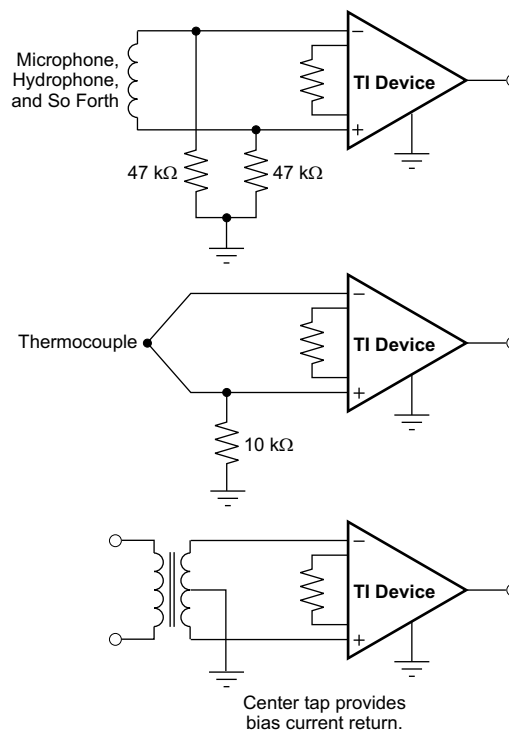 Microphone,
Hydrophone,
and So Forth
−
TI Device
+
47 kΩ
47 kΩ
Thermocouple
−
TI Device
+
10 kΩ
−
TI Device
+
Center tap provides
bias current return.